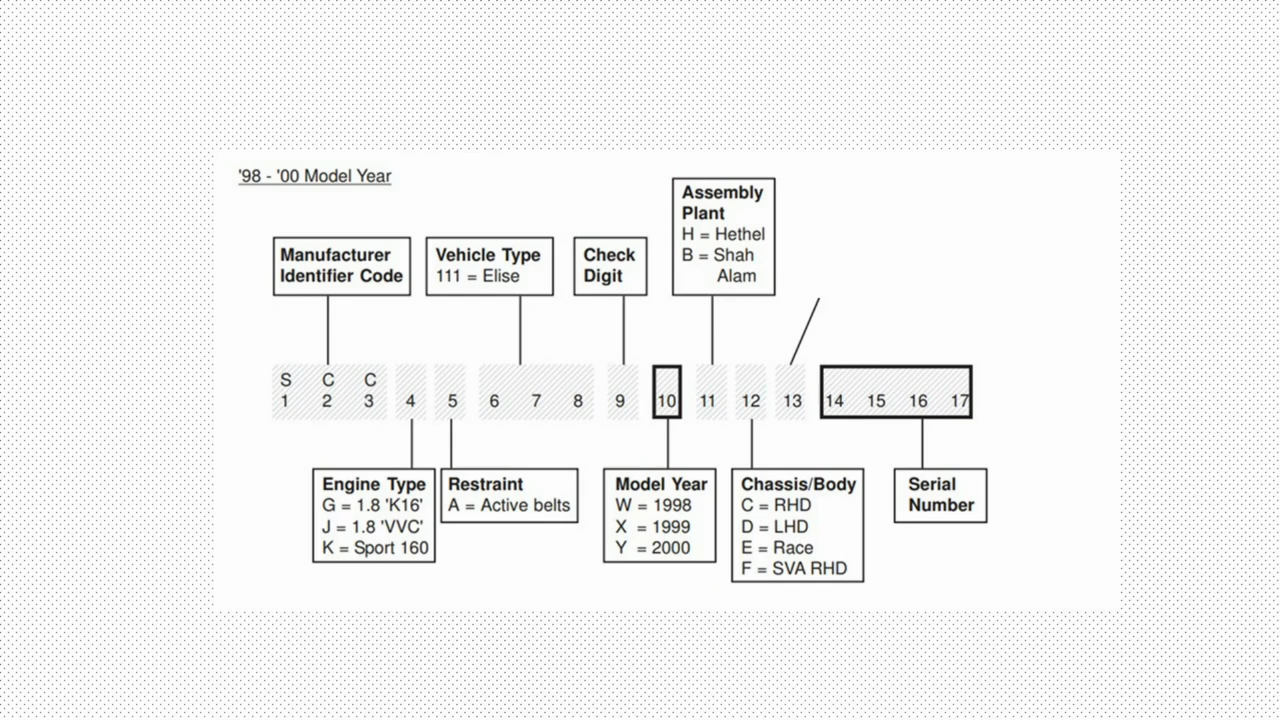 '98 - '00 Model Year
Assembly
Plant
H = Hethel
B = Shah
Alam
Manufacturer
Identifier Code
Vehicle Type
111 = Elise
Check
Digit
S C C
1 2 3 4 5 6 7 8 9 10 11 12 13 14 15 16 17
Engine Type
G = 1.8 'K16'
J = 1.8 'VVC'
K = Sport 160
Restraint
A = Active belts
Model Year
W = 1998
X = 1999
Y = 2000
Chassis/Body
C = RHD
D = LHD
E = Race
F = SVA RHD
Serial
Number